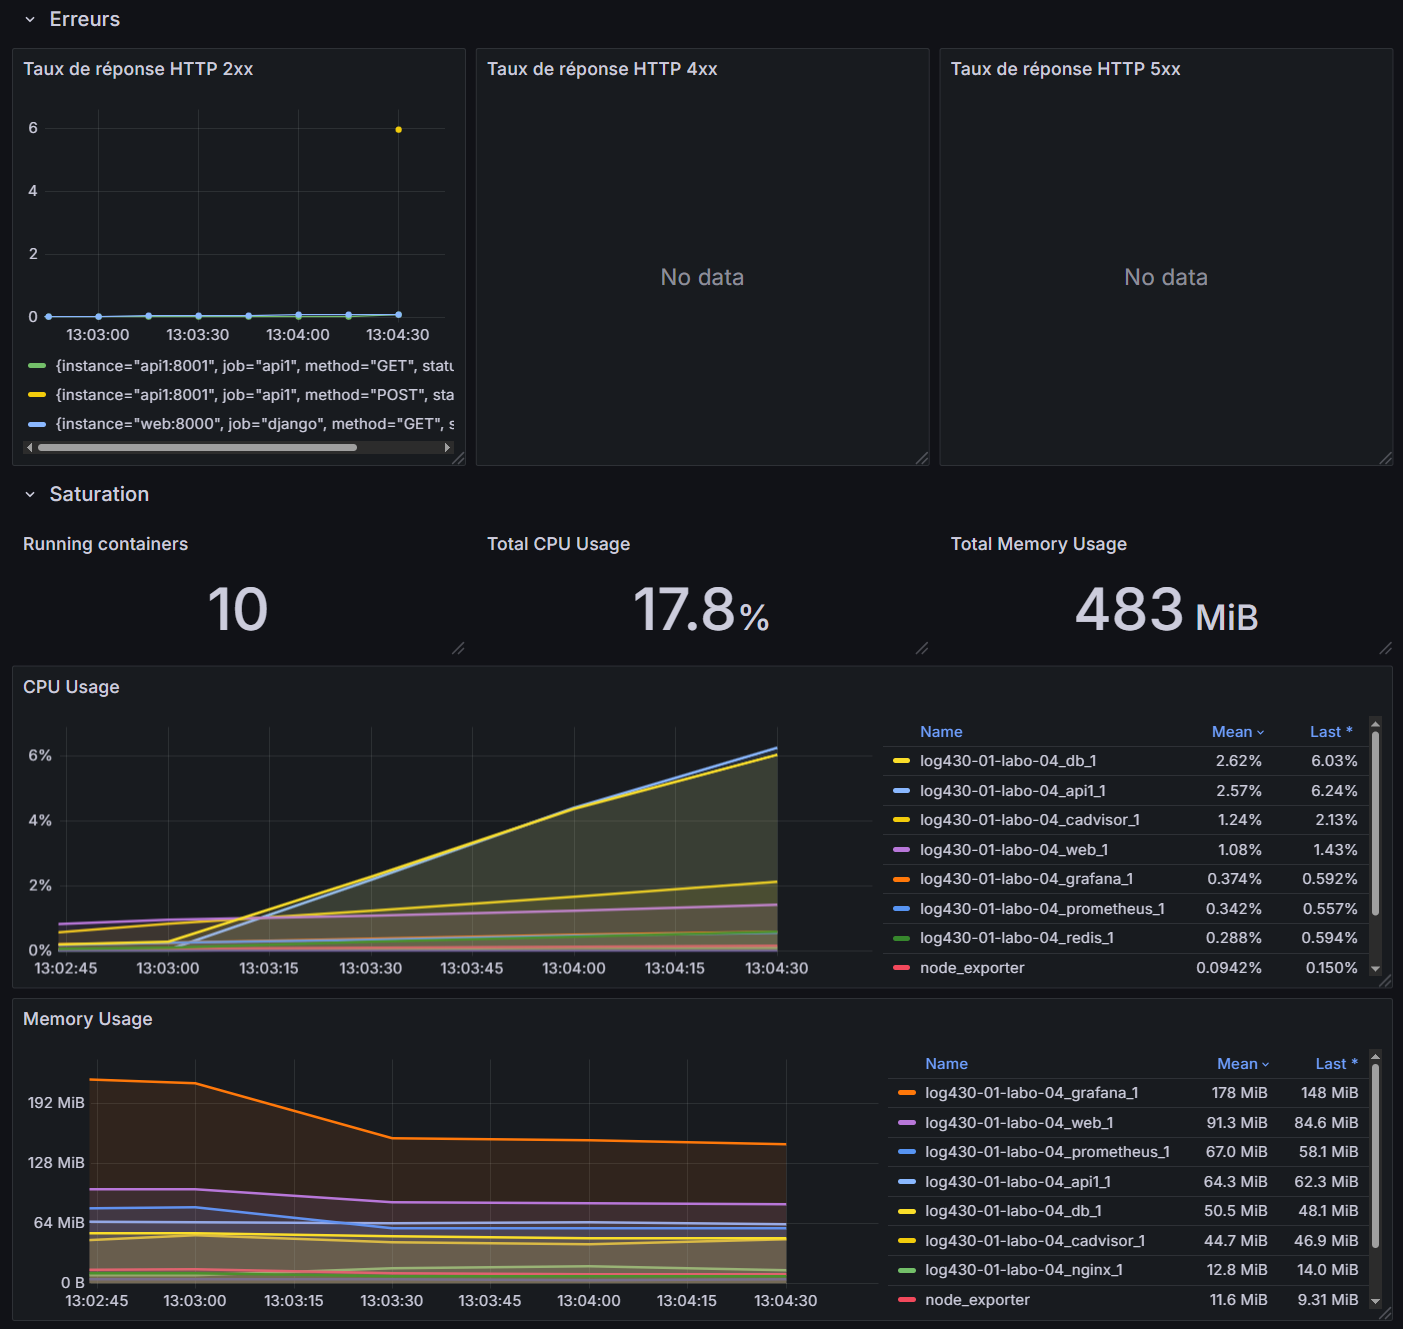 Erreurs
Taux de réponse HTTP 2xx
6
4
2
0
13:03:00 13:03:30 13:04:00 13:04:30
{instance="api1:8001", job="api1", method="GET", statu
{instance="api1:8001", job="api1", method="POST", sta
{instance="web:8000", job="django", method="GET", s
Taux de réponse HTTP 4xx
No data
Taux de réponse HTTP 5xx
No data
Saturation
Running containers
10
Total CPU Usage
17.8%
Total Memory Usage
483 MiB
CPU Usage
6%
4%
2%
0%
13:02:45 13:03:00 13:03:15 13:03:30 13:03:45 13:04:00 13:04:15 13:04:30
Name Mean Last *
log430-01-labo-04_db_1 2.62% 6.03%
log430-01-labo-04_api1_1 2.57% 6.24%
log430-01-labo-04_cadvisor_1 1.24% 2.13%
log430-01-labo-04_web_1 1.08% 1.43%
log430-01-labo-04_grafana_1 0.374% 0.592%
log430-01-labo-04_prometheus_1 0.342% 0.557%
log430-01-labo-04_redis_1 0.288% 0.594%
node_exporter 0.0942% 0.150%
Memory Usage
192 MiB
128 MiB
64 MiB
0 B
13:02:45 13:03:00 13:03:15 13:03:30 13:03:45 13:04:00 13:04:15 13:04:30
Name Mean Last *
log430-01-labo-04_grafana_1 178 MiB 148 MiB
log430-01-labo-04_web_1 91.3 MiB 84.6 MiB
log430-01-labo-04_prometheus_1 67.0 MiB 58.1 MiB
log430-01-labo-04_api1_1 64.3 MiB 62.3 MiB
log430-01-labo-04_db_1 50.5 MiB 48.1 MiB
log430-01-labo-04_cadvisor_1 44.7 MiB 46.9 MiB
log430-01-labo-04_nginx_1 12.8 MiB 14.0 MiB
node_exporter 11.6 MiB 9.31 MiB